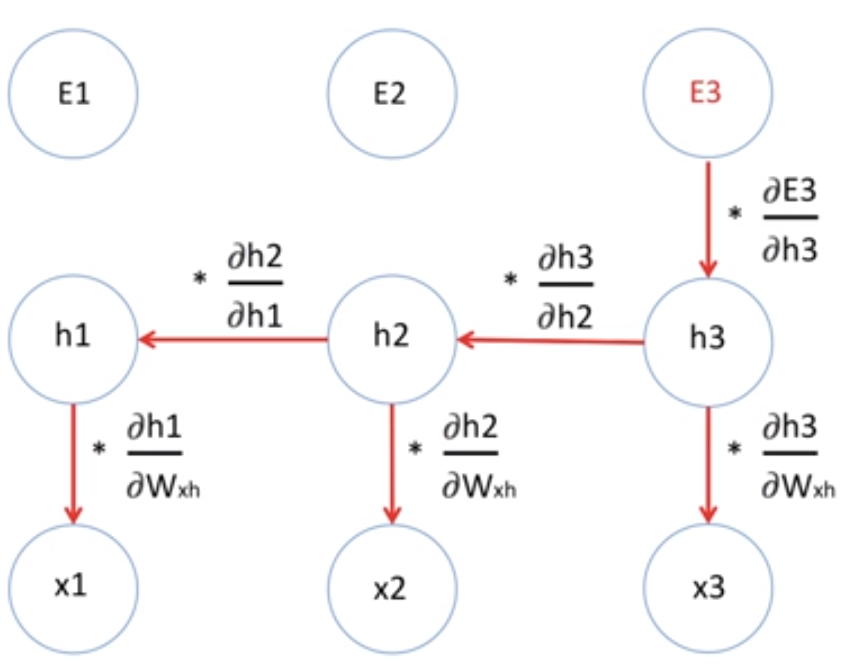 E1 E2 E3
* ∂E3
∂h3
* ∂h2
∂h1
* ∂h3
∂h2
h1 h2 h3
* ∂h1
∂Wxh
* ∂h2
∂Wxh
* ∂h3
∂Wxh
x1 x2 x3